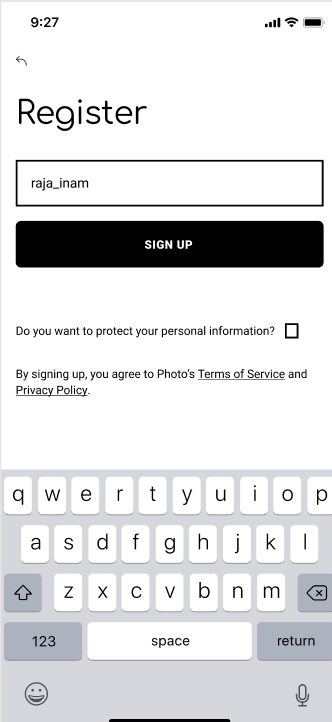 9:27
Register
raja_inam
SIGN UP
Do you want to protect your personal information?
By signing up, you agree to Photo's Terms of Service and
Privacy Policy.
q w e r t y u i o p
a s d f g h j k l
z x c v b n m
123 space return